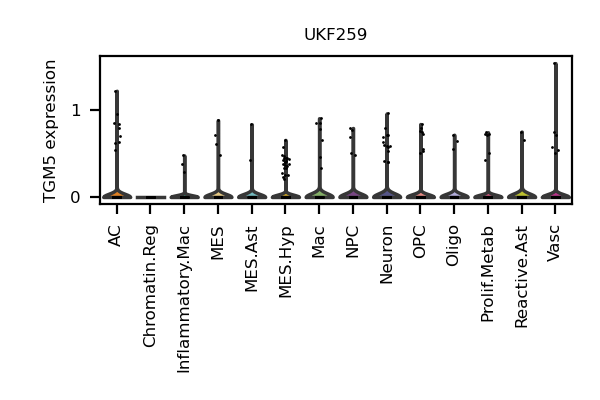 UKF259
TGM5 expression
1
0
AC
Chromatin.Reg
Inflammatory.Mac
MES
MES.Ast
MES.Hyp
Mac
NPC
Neuron
OPC
Oligo
Prolif.Metab
Reactive.Ast
Vasc